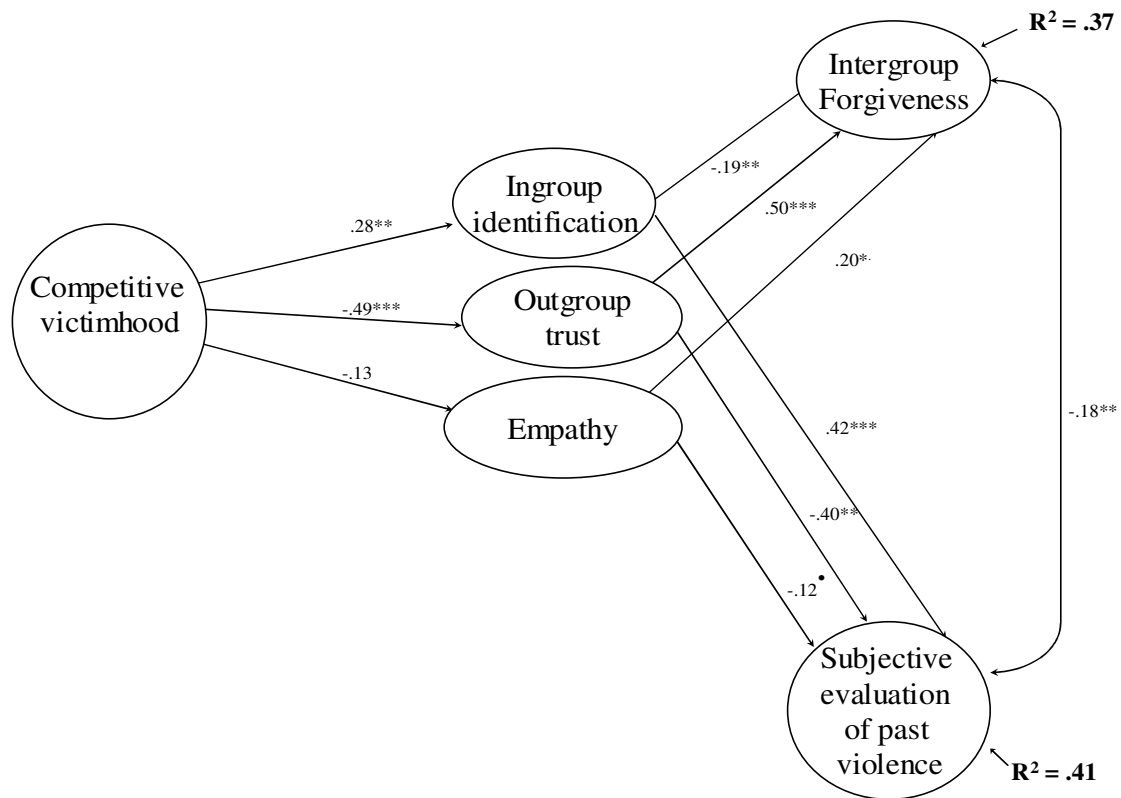 R² = .37
Intergroup
Forgiveness
-.19**
Ingroup
identification
.50***
.28**
.20*.
Competitive
victimhood
-.49***
Outgroup
trust
-.13
Empathy
-.18**
.42***
-.40**
-.12•
Subjective
evaluation
of past
violence
R² = .41